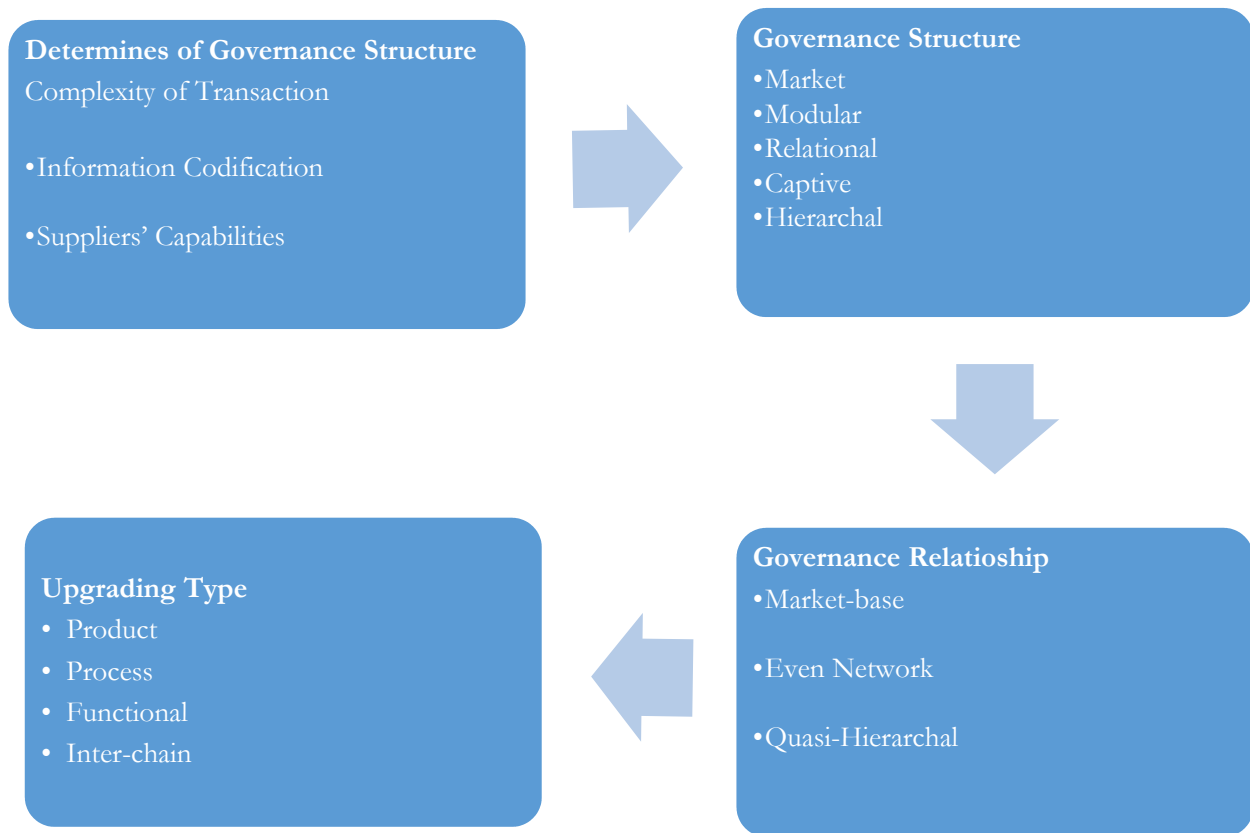 Determines of Governance Structure
Complexity of Transaction
•Information Codification
•Suppliers’ Capabilities
Governance Structure
•Market
•Modular
•Relational
•Captive
•Hierarchal
Governance Relatioship
•Market-base
•Even Network
•Quasi-Hierarchal
Upgrading Type
• Product
• Process
• Functional
• Inter-chain